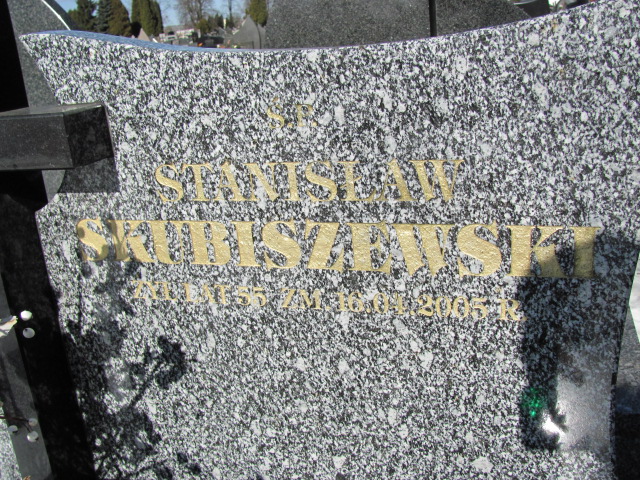 Ś.P.
STANISŁAW
SKUBISZEWSKI
ŻYŁ LAT 55 ZM. 16.04.2005 R.